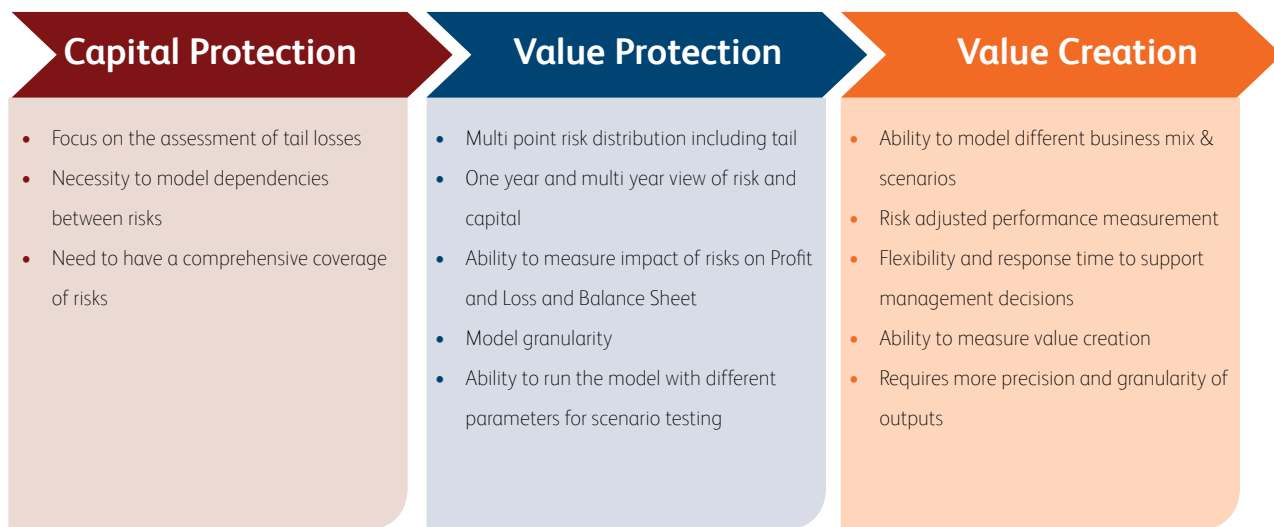 Capital Protection
• Focus on the assessment of tail losses
• Necessity to model dependencies
between risks
• Need to have a comprehensive coverage
of risks
Value Protection
• Multi point risk distribution including tail
• One year and multi year view of risk and
capital
• Ability to measure impact of risks on Profit
and Loss and Balance Sheet
• Model granularity
• Ability to run the model with different
parameters for scenario testing
Value Creation
• Ability to model different business mix &
scenarios
• Risk adjusted performance measurement
• Flexibility and response time to support
management decisions
• Ability to measure value creation
• Requires more precision and granularity of
outputs